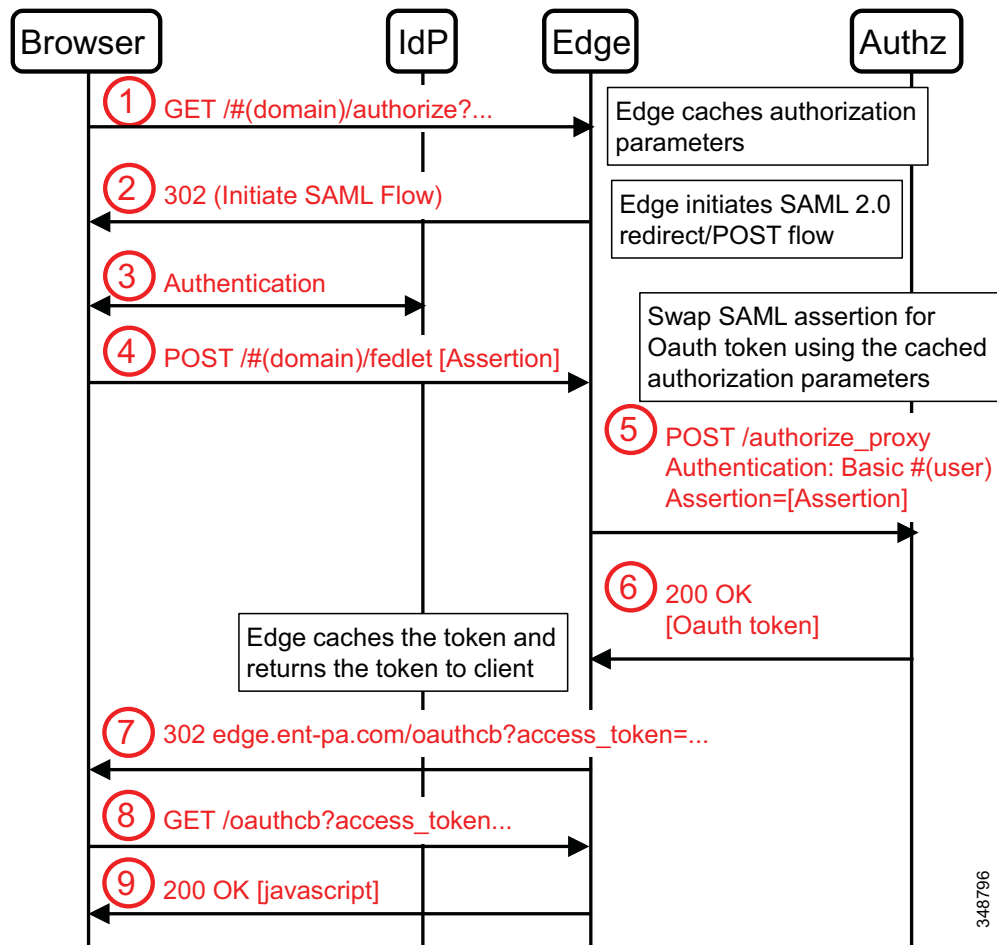 Browser
IdP
Edge
Authz
1
GET /#(domain)/authorize?...
Edge caches authorization
parameters
2
302 (Initiate SAML Flow)
Edge initiates SAML 2.0
redirect/POST flow
3
Authentication
Swap SAML assertion for
Oauth token using the cached
authorization parameters
4
POST /#(domain)/fedlet [Assertion]
5
POST /authorize_proxy
Authentication: Basic #(user)
Assertion=[Assertion]
6
200 OK
[Oauth token]
Edge caches the token and
returns the token to client
7
302 edge.ent-pa.com/oauthcb?access_token=...
8
GET /oauthcb?access_token...
9
200 OK [javascript]
348796